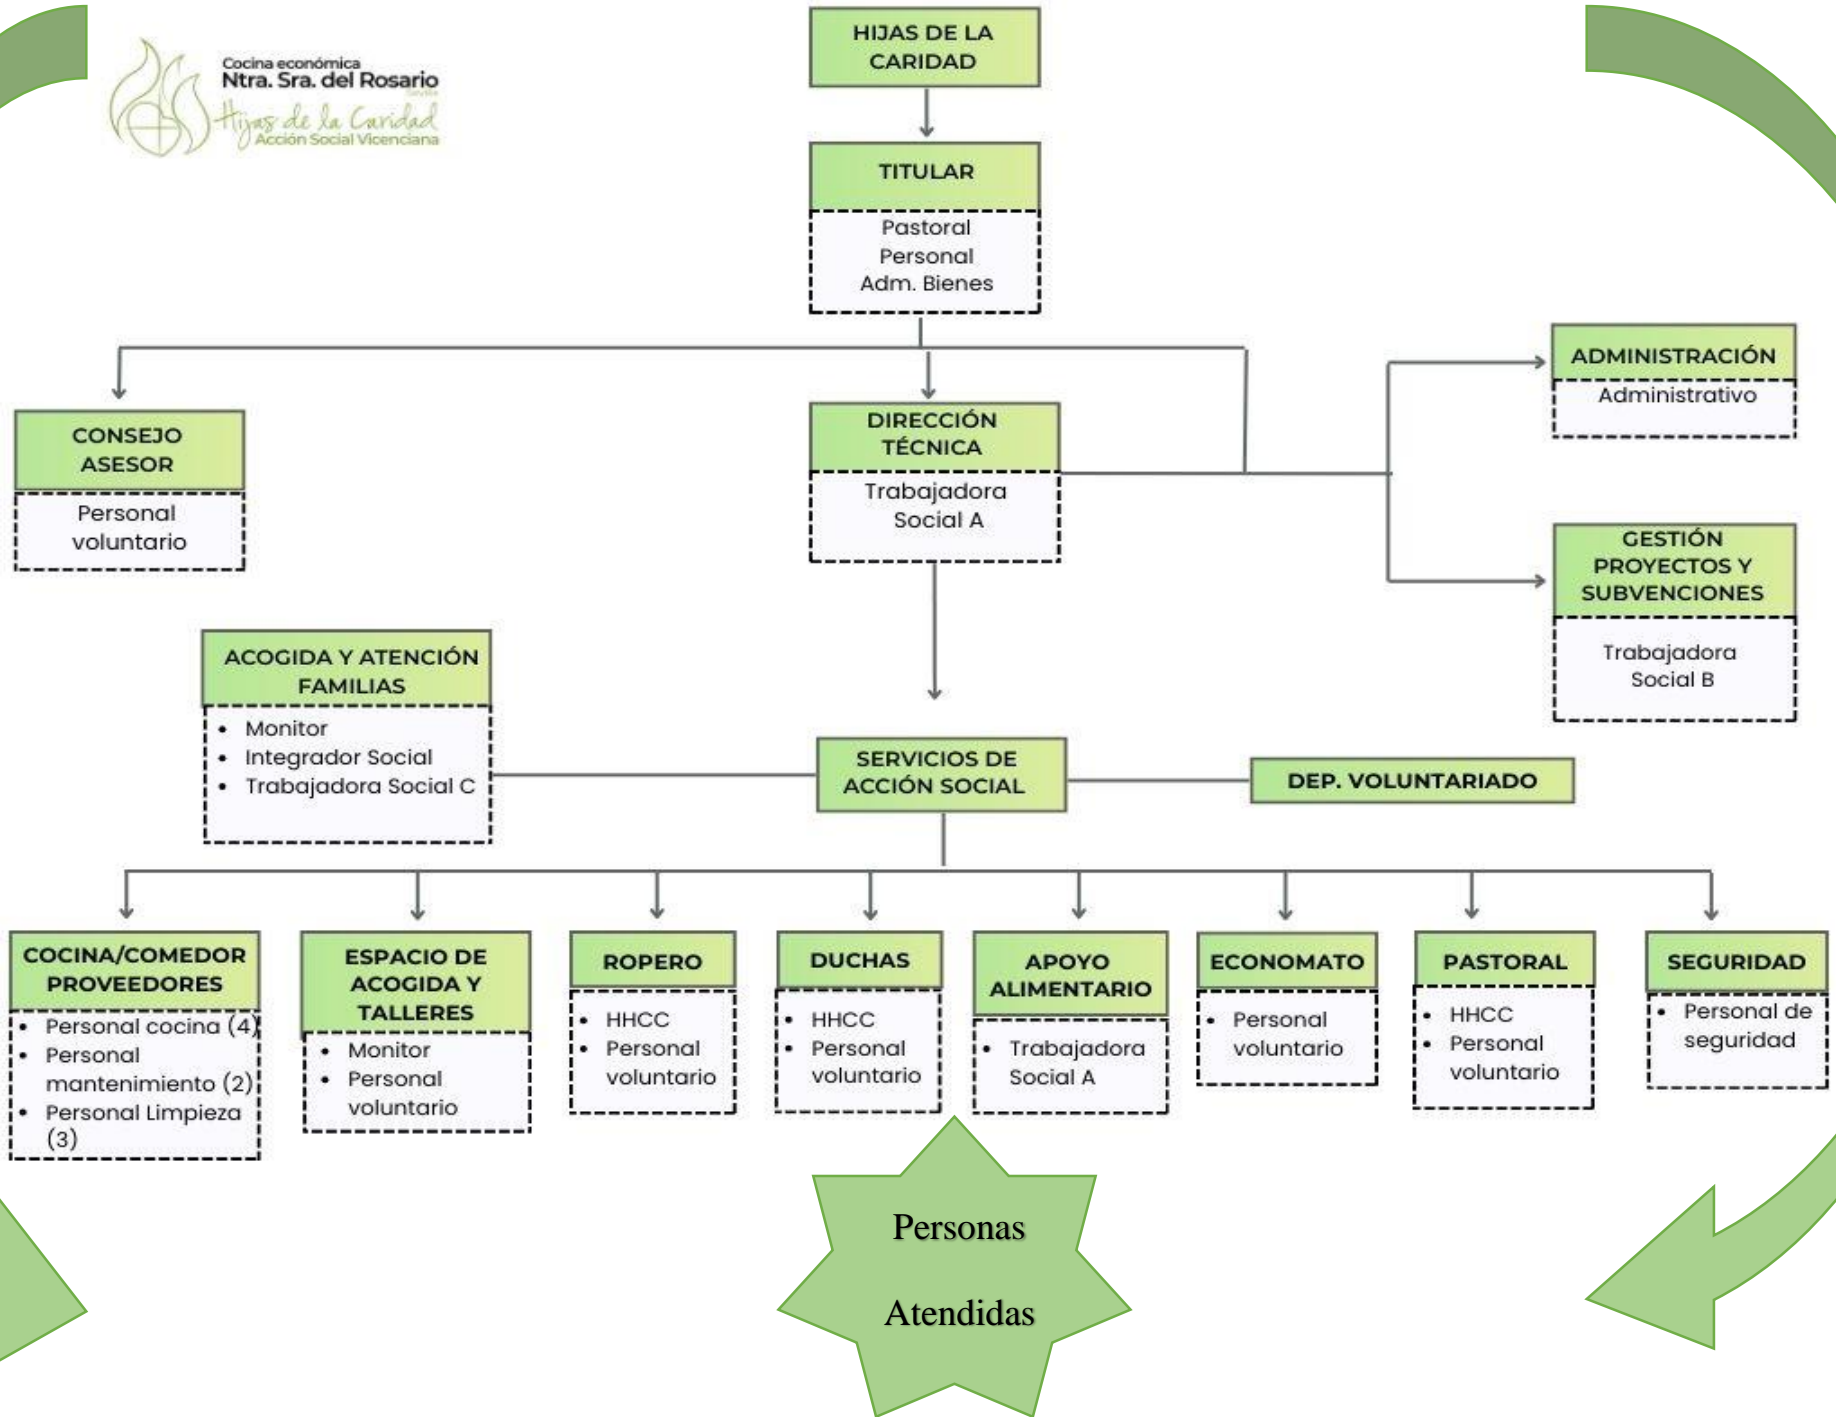 Cocina económica
Ntra. Sra. del Rosario
Sevilla
Hijas de la Caridad
Acción Social Vicenciana
HIJAS DE LA
CARIDAD
TITULAR
Pastoral
Personal
Adm. Bienes
ADMINISTRACIÓN
Administrativo
CONSEJO
ASESOR
Personal
voluntario
DIRECCIÓN
TÉCNICA
Trabajadora
Social A
GESTIÓN
PROYECTOS Y
SUBVENCIONES
Trabajadora
Social B
ACOGIDA Y ATENCIÓN
FAMILIAS
• Monitor
• Integrador Social
• Trabajadora Social C
SERVICIOS DE
ACCIÓN SOCIAL
DEP. VOLUNTARIADO
COCINA/COMEDOR
PROVEEDORES
• Personal cocina (4)
• Personal
mantenimiento (2)
• Personal Limpieza
(3)
ESPACIO DE
ACOGIDA Y
TALLERES
• Monitor
• Personal
voluntario
ROPERO
• HHCC
• Personal
voluntario
DUCHAS
• HHCC
• Personal
voluntario
APOYO
ALIMENTARIO
• Trabajadora
Social A
ECONOMATO
• Personal
voluntario
PASTORAL
• HHCC
• Personal
voluntario
SEGURIDAD
• Personal de
seguridad
Personas
Atendidas